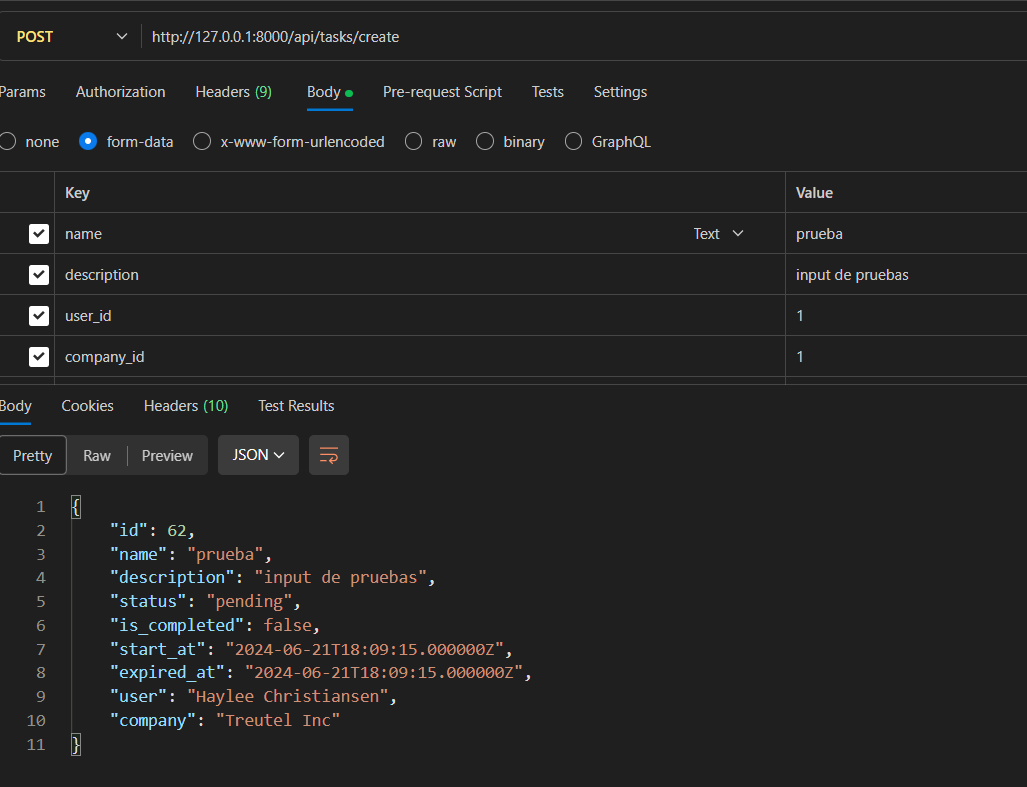 POST http://127.0.0.1:8000/api/tasks/create
Params Authorization Headers (9) Body Pre-request Script Tests Settings
none form-data x-www-form-urlencoded raw binary GraphQL
Key Value
name Text prueba
description input de pruebas
user_id 1
company_id 1
Body Cookies Headers (10) Test Results
Pretty Raw Preview JSON
1 {
2 "id": 62,
3 "name": "prueba",
4 "description": "input de pruebas",
5 "status": "pending",
6 "is_completed": false,
7 "start_at": "2024-06-21T18:09:15.000000Z",
8 "expired_at": "2024-06-21T18:09:15.000000Z",
9 "user": "Haylee Christiansen",
10 "company": "Treutel Inc"
11 }